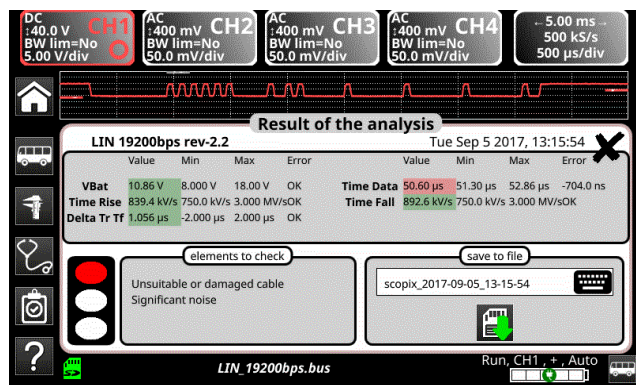 DC
↕40.0 V CH1
BW lim=No
5.00 V/div
AC
↕400 mV CH2
BW lim=No
50.0 mV/div
AC
↕400 mV CH3
BW lim=No
50.0 mV/div
AC
↕400 mV CH4
BW lim=No
50.0 mV/div
←5.00 ms→
500 kS/s
500 µs/div
Result of the analysis
LIN 19200bps rev-2.2 Tue Sep 5 2017, 13:15:54
Value Min Max Error Value Min Max Error
VBat 10.86 V 8.000 V 18.00 V OK Time Data 50.60 µs 51.30 µs 52.86 µs -704.0 ns
Time Rise 839.4 kV/s 750.0 kV/s 3.000 MV/sOK Time Fall 892.6 kV/s 750.0 kV/s 3.000 MV/sOK
Delta Tr Tf 1.056 µs -2.000 µs 2.000 µs OK
elements to check
Unsuitable or damaged cable
Significant noise
save to file
scopix_2017-09-05_13-15-54
?
SD
LIN_19200bps.bus
Run, CH1 , + , Auto